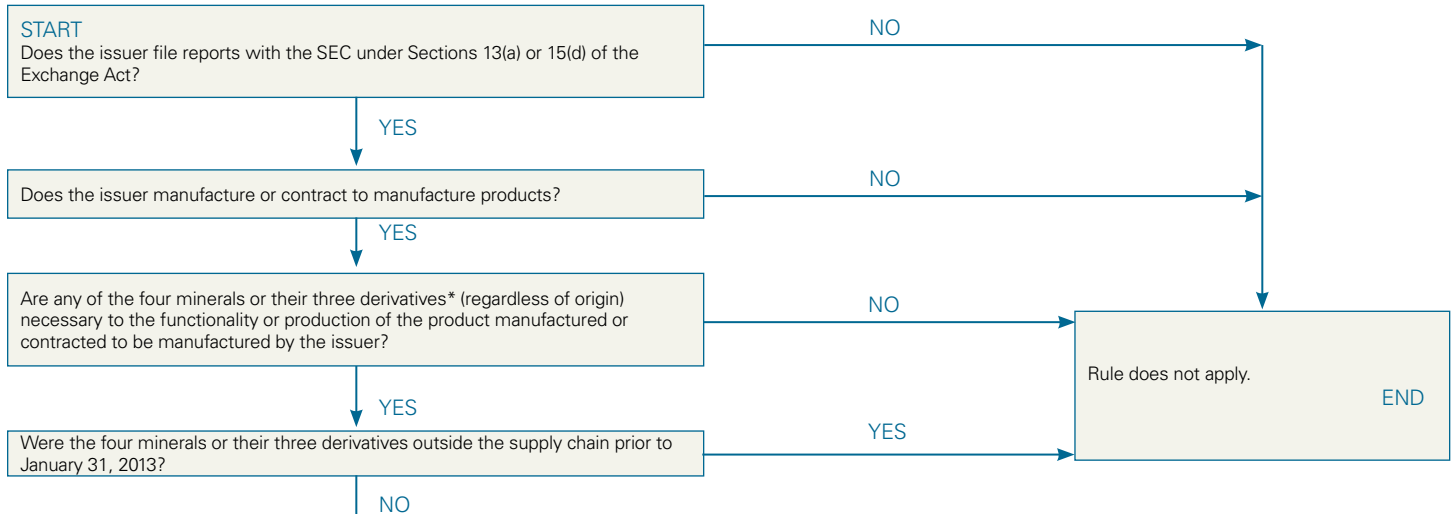 START
NO
Does the issuer file reports with the SEC under Sections 13(a) or 15(d) of the
Exchange Act?
YES
Does the issuer manufacture or contract to manufacture products?
NO
YES
Are any of the four minerals or their three derivatives* (regardless of origin)
necessary to the functionality or production of the product manufactured or
contracted to be manufactured by the issuer?
NO
Rule does not apply.
END
YES
Were the four minerals or their three derivatives outside the supply chain prior to
January 31, 2013?
YES
NO